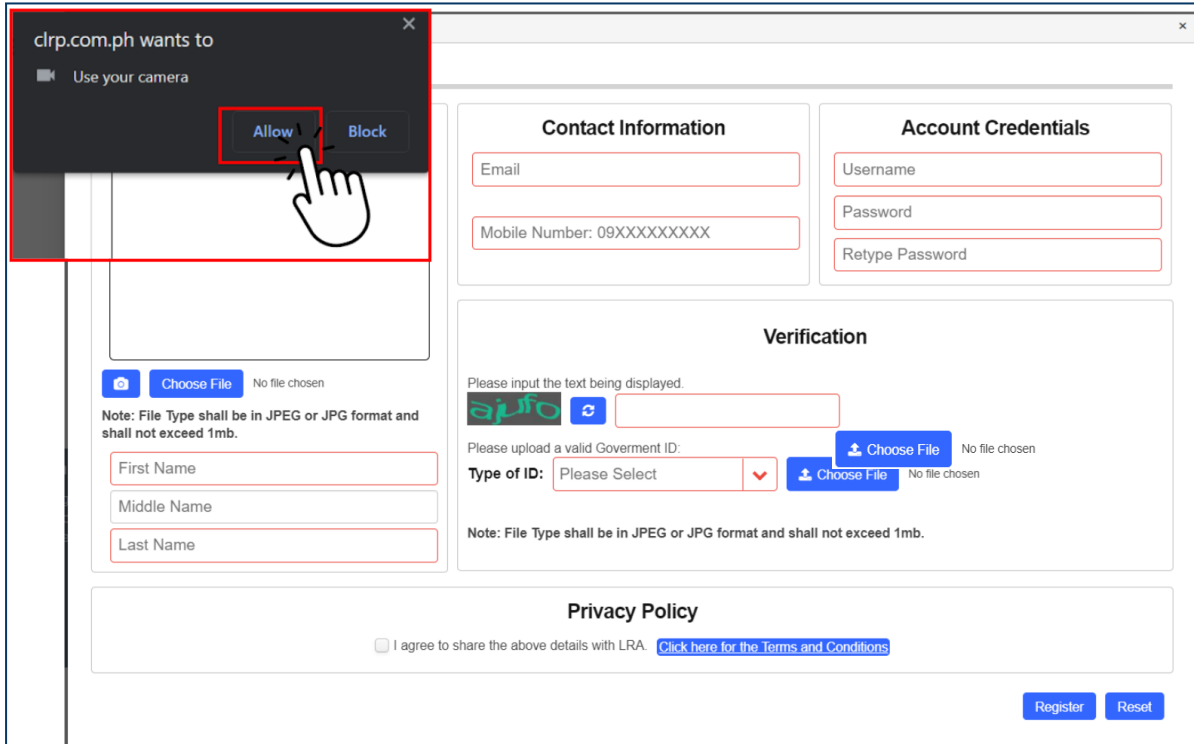 clrp.com.ph wants to
Use your camera
Allow
Block
Choose File No file chosen
Note: File Type shall be in JPEG or JPG format and
shall not exceed 1mb.
First Name
Middle Name
Last Name
Contact Information
Email
Mobile Number: 09XXXXXXXXX
Account Credentials
Username
Password
Retype Password
Verification
Please input the text being displayed.
ajufo
Please upload a valid Goverment ID:
Choose File No file chosen
Type of ID: Please Select Choose File No file chosen
Note: File Type shall be in JPEG or JPG format and shall not exceed 1mb.
Privacy Policy
I agree to share the above details with LRA. Click here for the Terms and Conditions
Register Reset